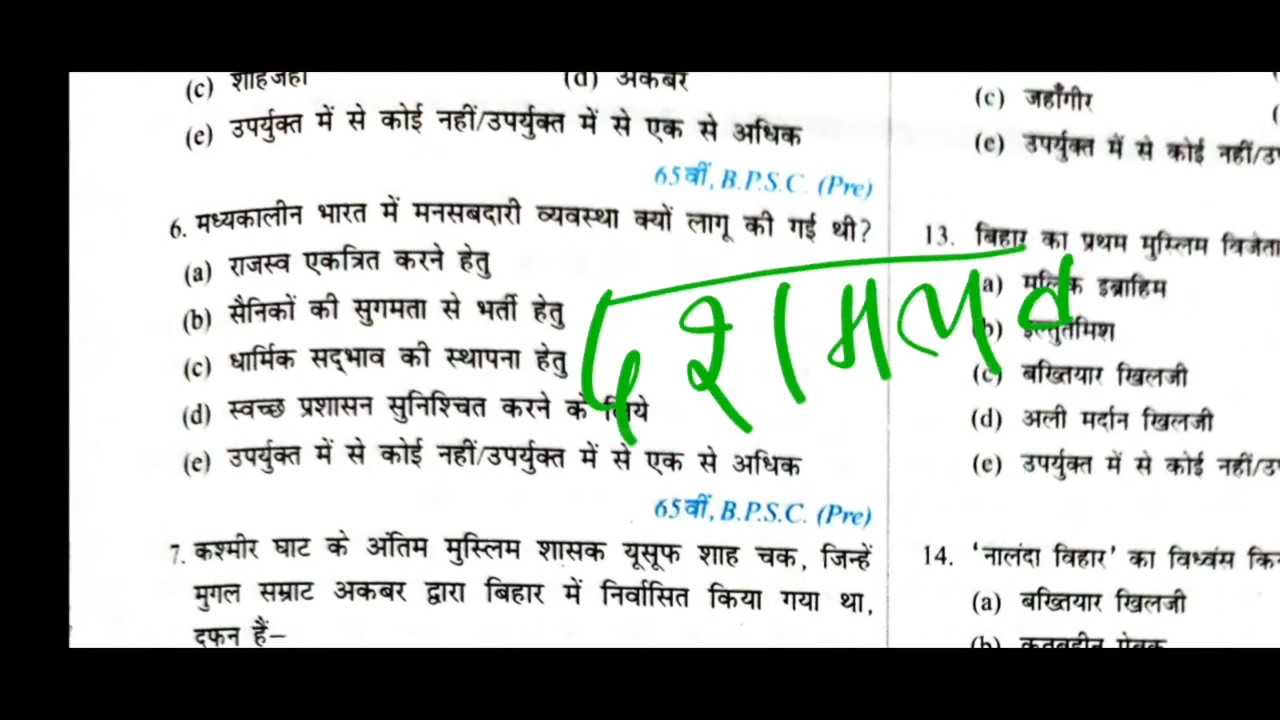 (c) शाहजहाँ
(d) अकबर
(e) उपर्युक्त में से कोई नहीं/उपर्युक्त में से एक से अधिक
65वीं, B.P.S.C. (Pre)
6. मध्यकालीन भारत में मनसबदारी व्यवस्था क्यों लागू की गई थी?
(a) राजस्व एकत्रित करने हेतु
(b) सैनिकों की सुगमता से भर्ती हेतु
(c) धार्मिक सद्‌भाव की स्थापना हेतु
(d) स्वच्छ प्रशासन सुनिश्चित करने के लिये
(e) उपर्युक्त में से कोई नहीं/उपर्युक्त में से एक से अधिक
65वीं, B.P.S.C. (Pre)
7. कश्मीर घाट के अंतिम मुस्लिम शासक यूसूफ शाह चक, जिन्हें
मुगल सम्राट अकबर द्वारा बिहार में निर्वासित किया गया था,
दफन हैं–
दशमलव
(c) जहाँगीर
(e) उपर्युक्त में से कोई नहीं/
13. बिहार का प्रथम मुस्लिम विजेता
(a) मलिक इब्राहिम
(b) इल्तुतमिश
(c) बख्तियार खिलजी
(d) अली मर्दान खिलजी
(e) उपर्युक्त में से कोई नहीं/
14. 'नालंदा विहार' का विध्वंस
(a) बख्तियार खिलजी
(b) कुतुबुद्दीन ऐबक